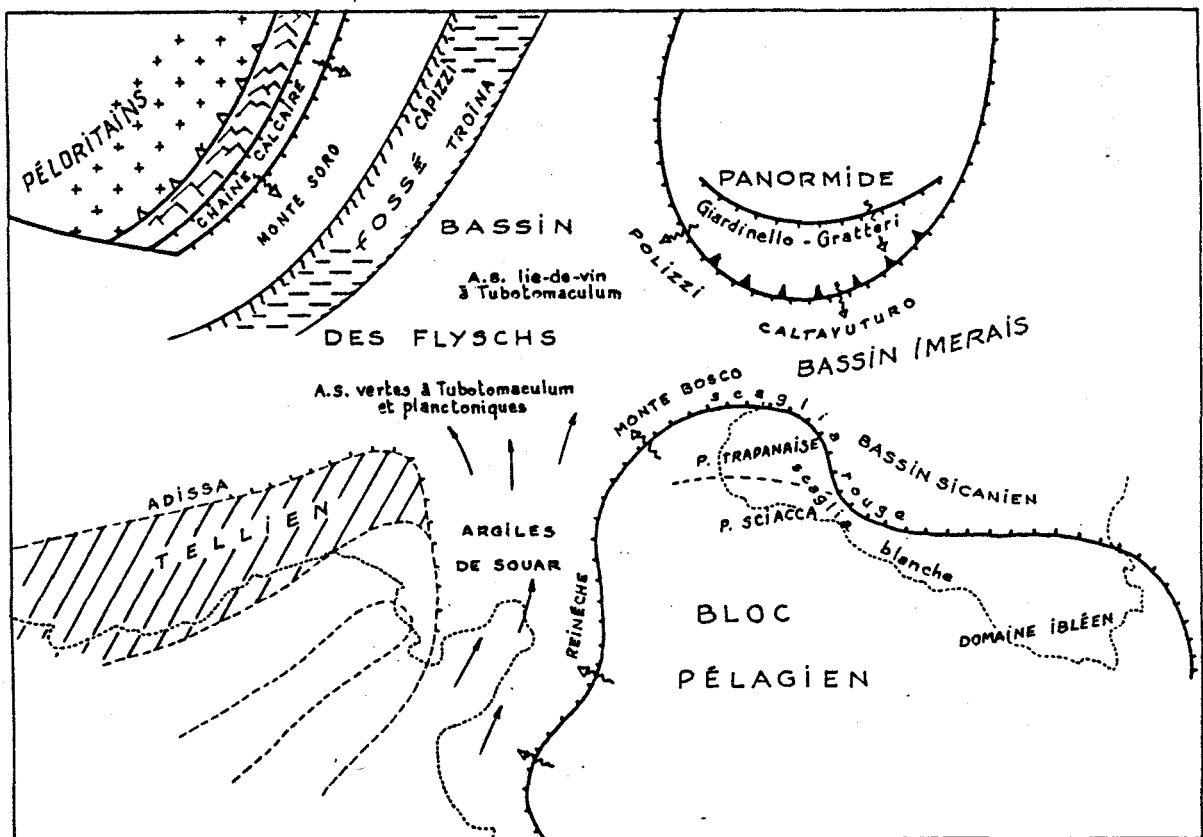 PÉLORITAÏNS
CHAINE CALCAIRE
MONTE SORO
CAPIZZI
FOSSÉ
TROÏNA
BASSIN
A.S. lie-de-vin
à Tubotomaculum
DES FLYSCHS
A.S. vertes à Tubotomaculum
et planctoniques
PANORMIDE
Giardinello - Gratteri
POLIZZI
CALTAVUTURO
BASSIN IMERAIS
MONTE BOSCO
scaglia rouge
P. TRAPANAISE
BASSIN SICANIEN
P. SCIACCA
scaglia blanche
ADISSA
TELLIEN
ARGILES
DE SOUAR
REINÈCHE
BLOC
PÉLAGIEN
DOMAINE IBLÉEN